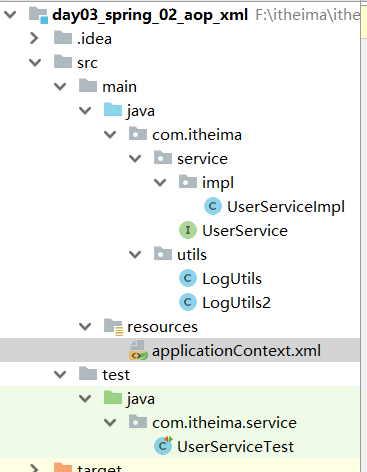 day03_spring_02_aop_xml F:\itheima\ithe
.idea
src
main
java
com.itheima
service
impl
UserServiceImpl
UserService
utils
LogUtils
LogUtils2
resources
applicationContext.xml
test
java
com.itheima.service
UserServiceTest
target